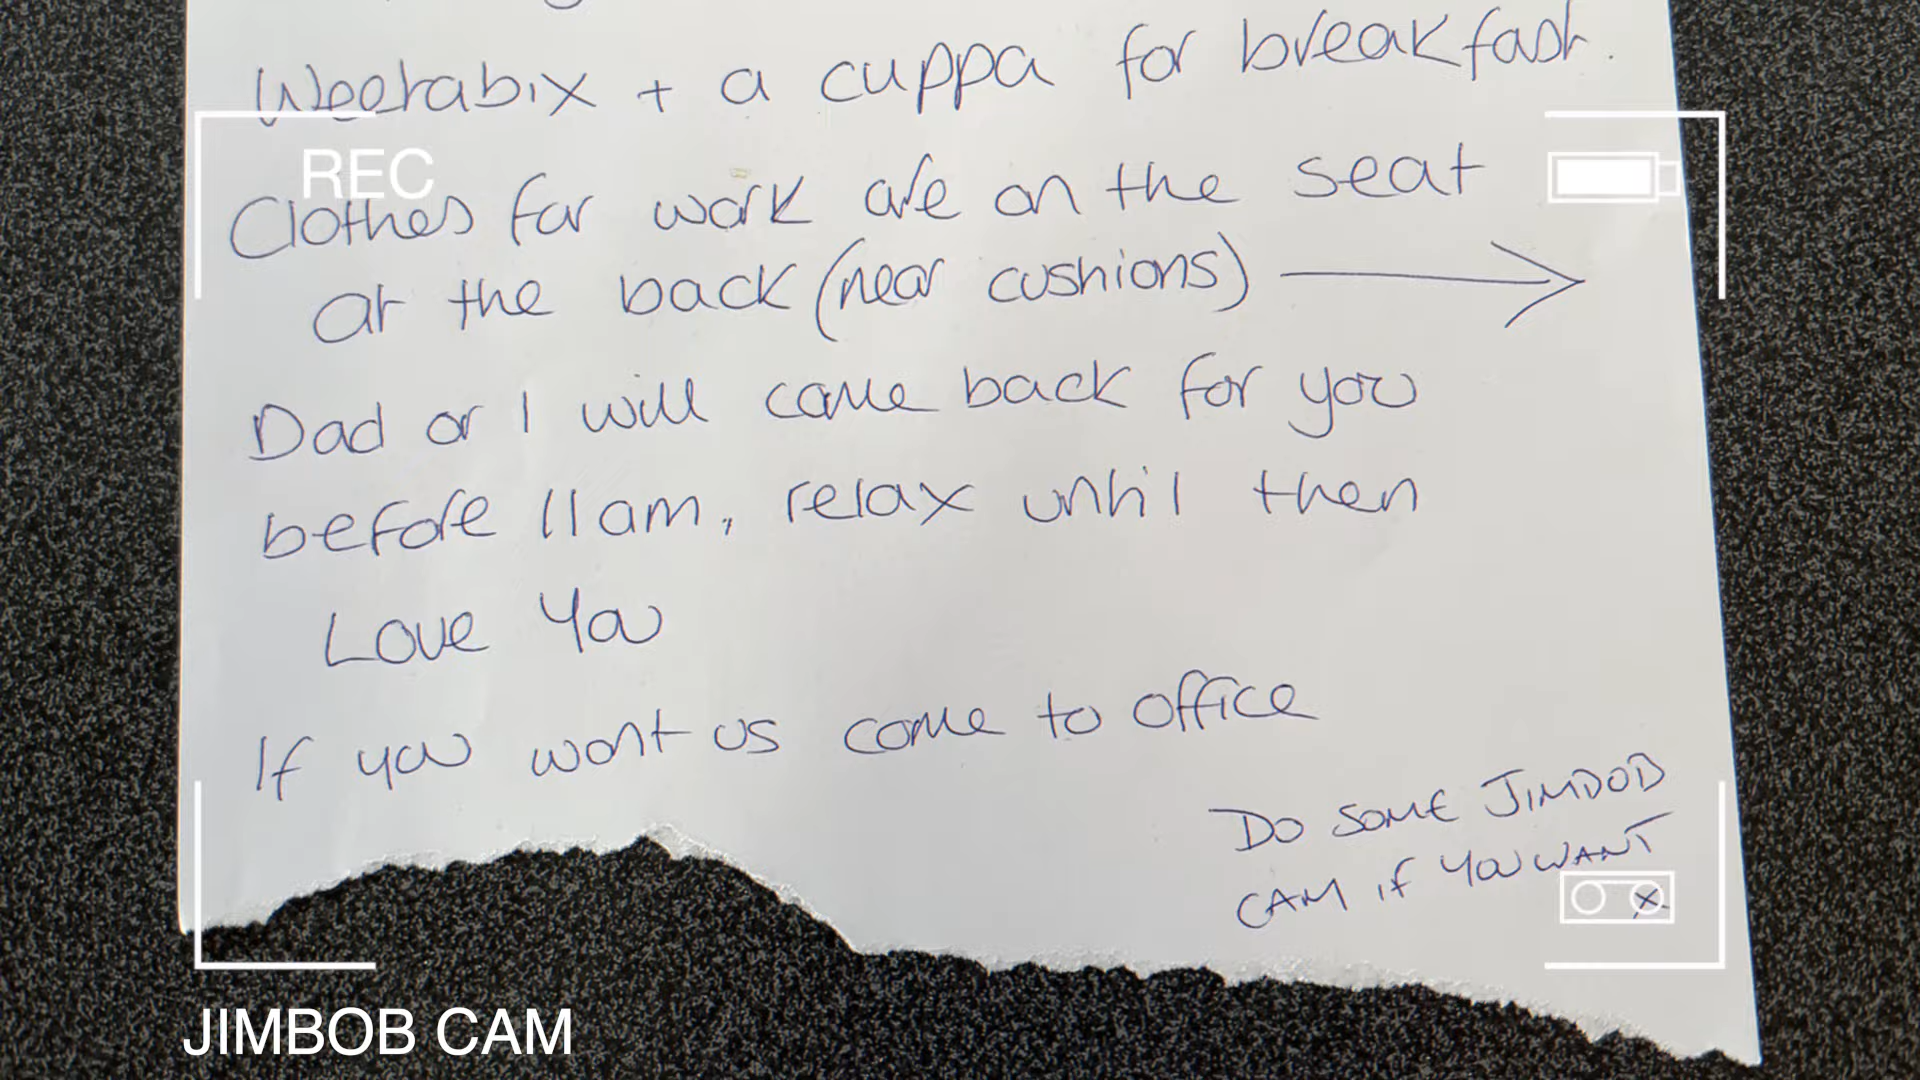 Weetabix + a cuppa for breakfast.
REC
Clothes for work are on the seat
at the back (near cushions) →
Dad or I will come back for you
before 11am, relax until then
Love You
If you want us come to office
DO SOME JIMBOB
CAM if YOU WANT
x
JIMBOB CAM